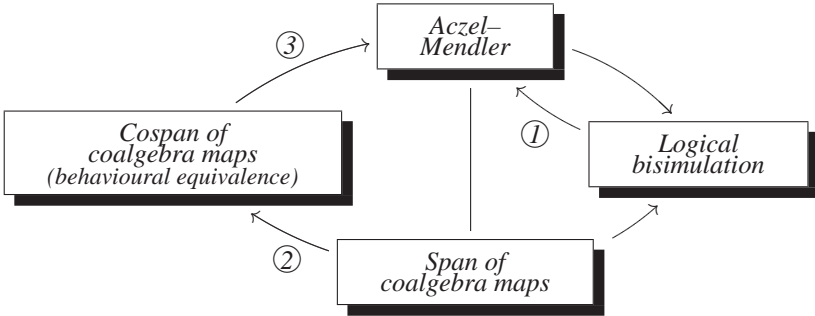 Aczel–
Mendler
③
Cospan of
coalgebra maps
(behavioural equivalence)
①
Logical
bisimulation
②
Span of
coalgebra maps